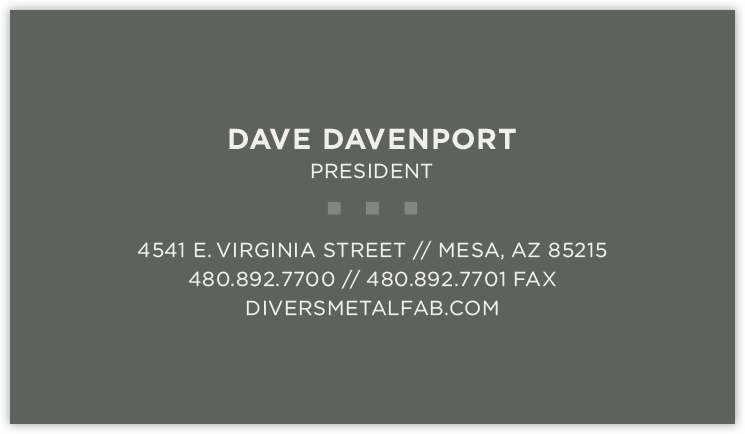 DAVE DAVENPORT
PRESIDENT
4541 E. VIRGINIA STREET // MESA, AZ 85215
480.892.7700 // 480.892.7701 FAX
DIVERSMETALFAB.COM